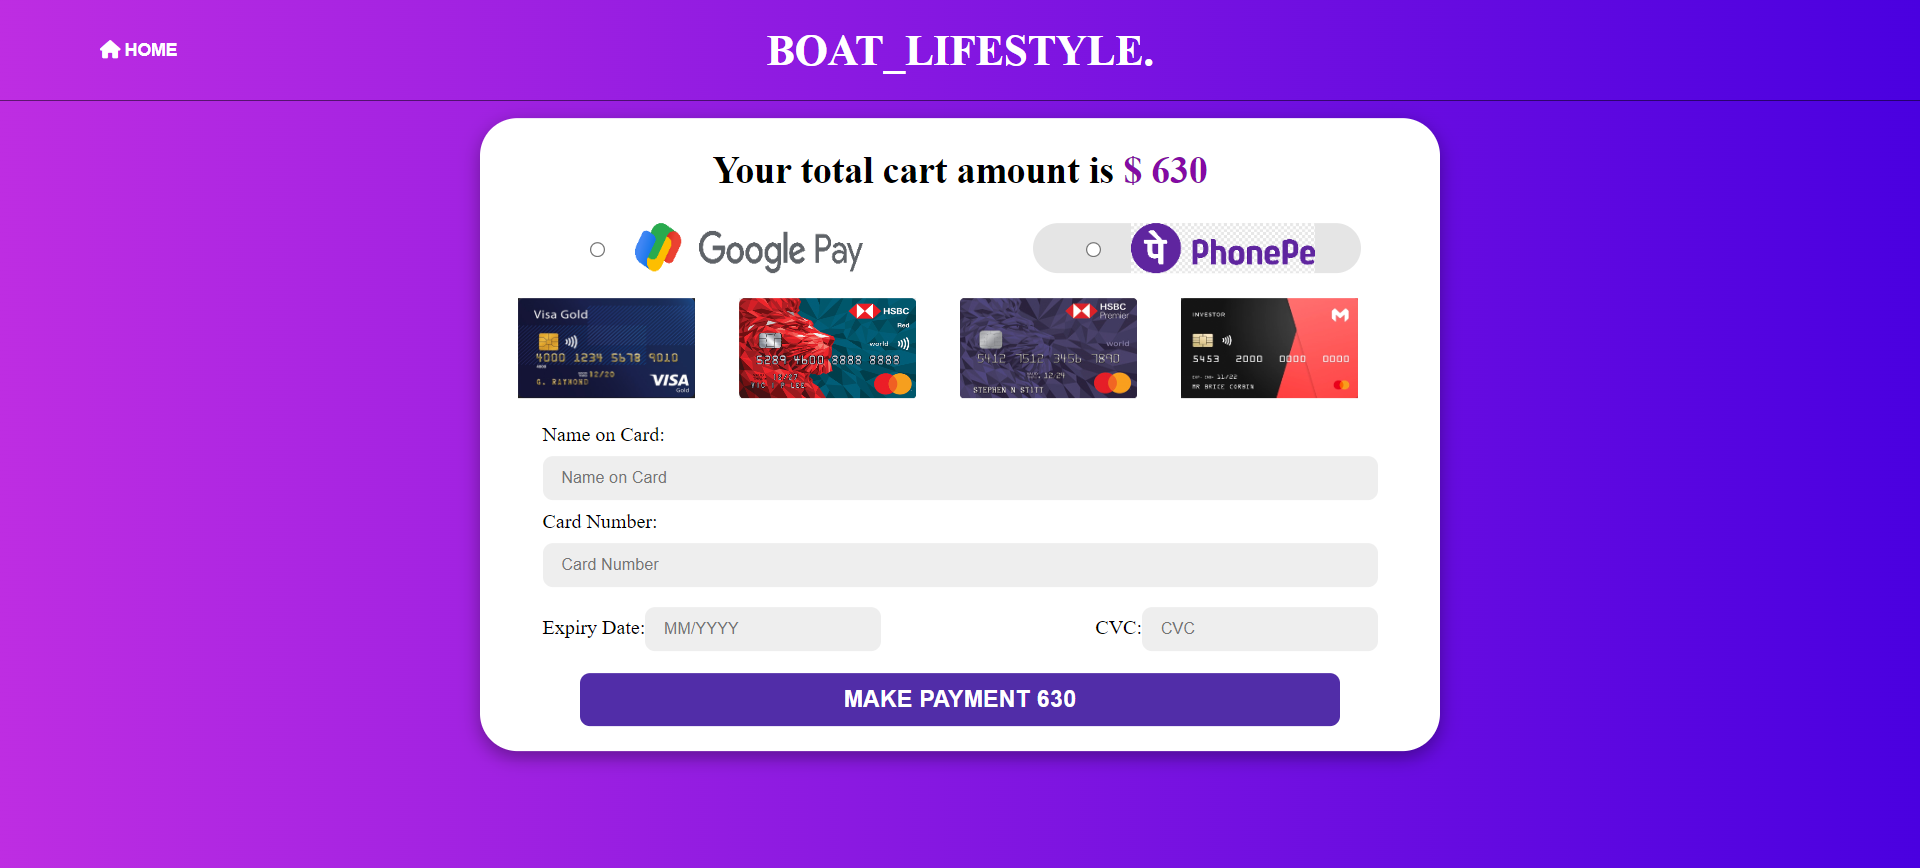 HOME
BOAT_LIFESTYLE.
Your total cart amount is $ 630
Google Pay
पे PhonePe
Visa Gold
4000 1234 5678 9010
12/20
G. RAYMOND
VISA
Gold
HSBC
Red
world
5289 4600 8888 8888
HSBC
Premier
world
5412 7512 3456 7890
12/24
STEPHEN N STITT
INVESTOR
5453 2000 0000 0000
11/22
MR BRICE CORBIN
Name on Card:
Name on Card
Card Number:
Card Number
Expiry Date: MM/YYYY CVC: CVC
MAKE PAYMENT 630